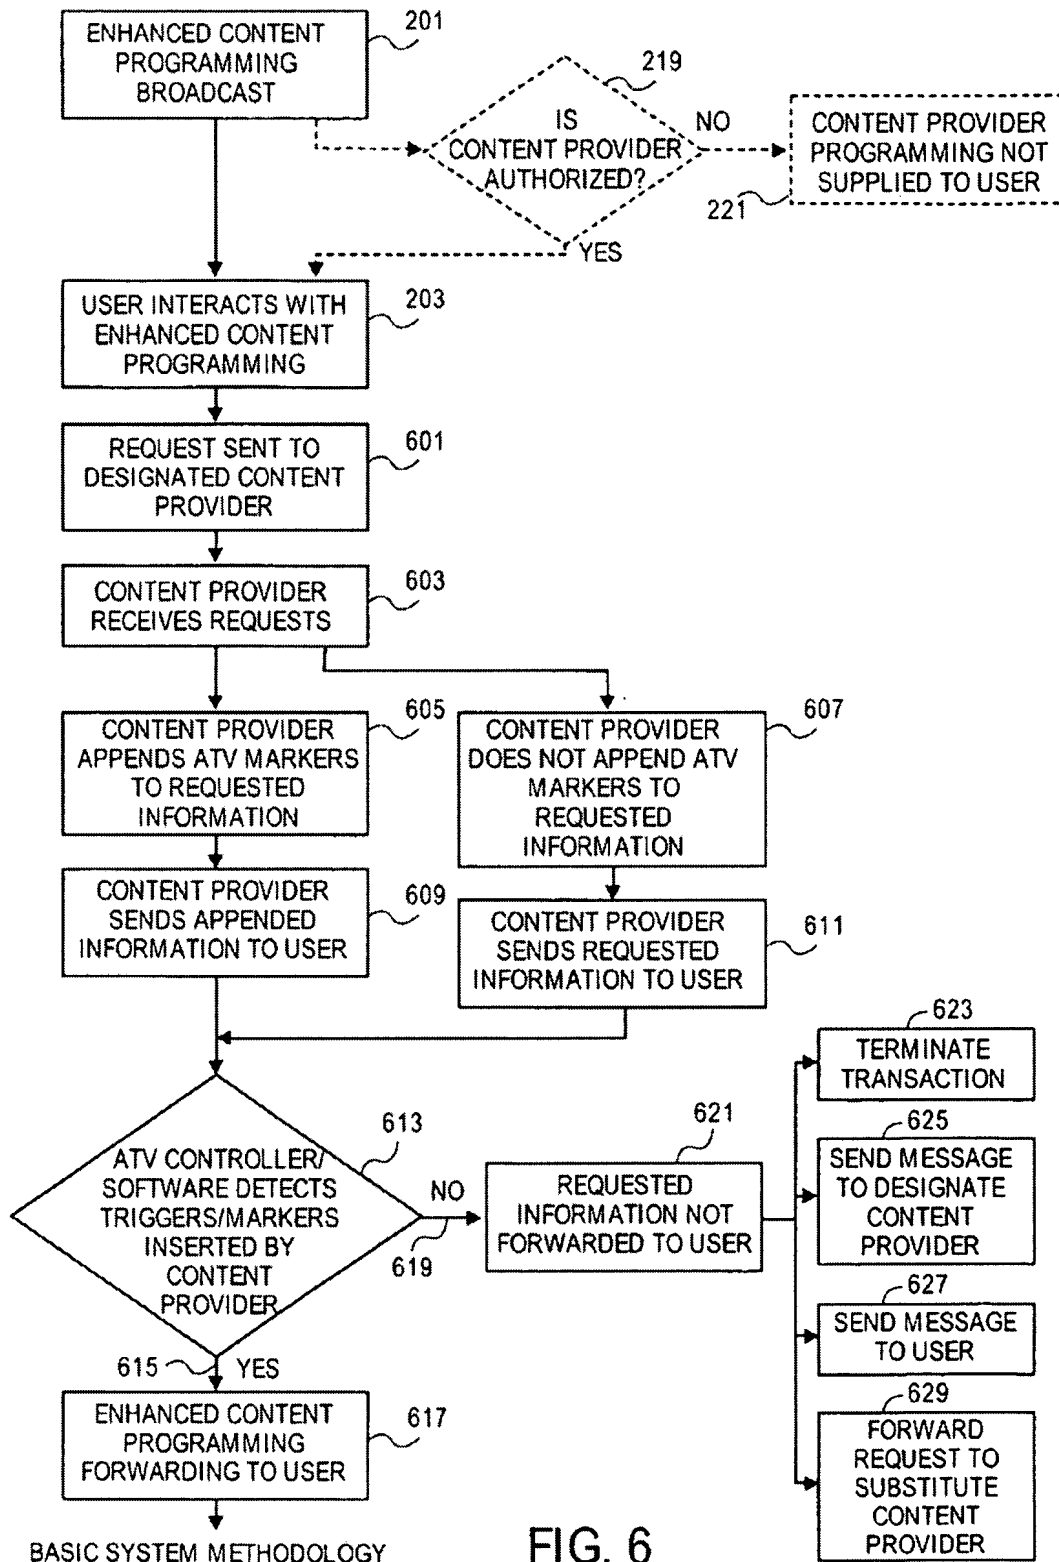 ENHANCED CONTENT
PROGRAMMING
BROADCAST
201
219
IS
CONTENT PROVIDER
AUTHORIZED?
NO
CONTENT PROVIDER
PROGRAMMING NOT
SUPPLIED TO USER
221
YES
USER INTERACTS WITH
ENHANCED CONTENT
PROGRAMMING
203
REQUEST SENT TO
DESIGNATED CONTENT
PROVIDER
601
CONTENT PROVIDER
RECEIVES REQUESTS
603
CONTENT PROVIDER
APPENDS ATV MARKERS
TO REQUESTED
INFORMATION
605
CONTENT PROVIDER
DOES NOT APPEND ATV
MARKERS TO
REQUESTED
INFORMATION
607
CONTENT PROVIDER
SENDS APPENDED
INFORMATION TO USER
609
CONTENT PROVIDER
SENDS REQUESTED
INFORMATION TO USER
611
ATV CONTROLLER/
SOFTWARE DETECTS
TRIGGERS/MARKERS
INSERTED BY
CONTENT
PROVIDER
613
NO
619
REQUESTED
INFORMATION NOT
FORWARDED TO USER
621
623
TERMINATE
TRANSACTION
625
SEND MESSAGE
TO DESIGNATE
CONTENT
PROVIDER
627
SEND MESSAGE
TO USER
629
FORWARD
REQUEST TO
SUBSTITUTE
CONTENT
PROVIDER
615
YES
ENHANCED CONTENT
PROGRAMMING
FORWARDING TO USER
617
BASIC SYSTEM METHODOLOGY
FIG. 6